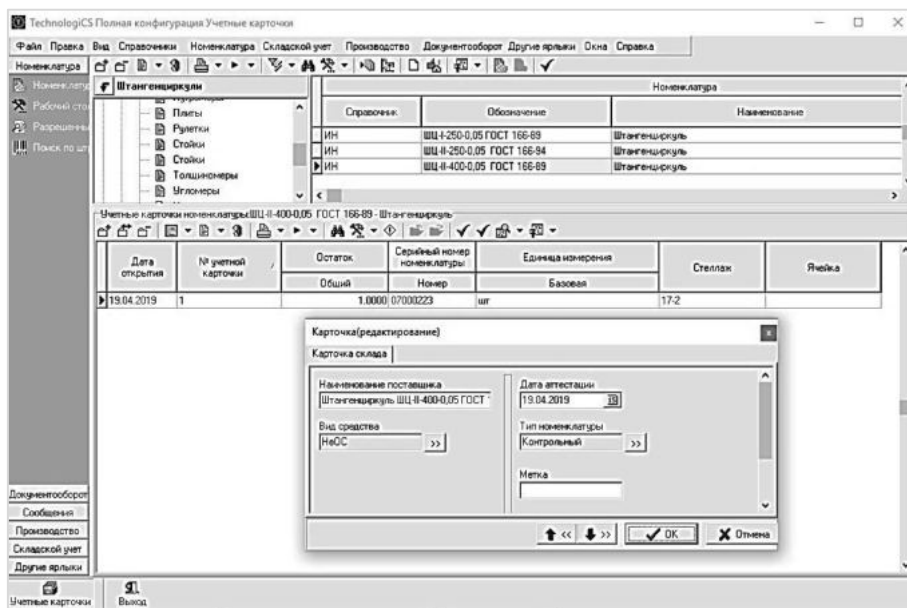 TechnologiCS Полная конфигурация Учетные карточки
Файл Правка Вид Справочники Номенклатура Складской учет Производство Документооборот Другие ярлыки Окна Справка
Номенклатура
Рабочий
Поиск по
Штангенциркули
Плиты
Рулетки
Стойки
Стойки
Толщиномеры
Угломеры
Номенклатура
Справочник Обозначение Наименование
ИН ШЦ-I-250-0,05 ГОСТ 166-89 Штангенциркуль
ИН ШЦ-II-250-0,05 ГОСТ 166-94 Штангенциркуль
ИН ШЦ-II-400-0,05 ГОСТ 166-89 Штангенциркуль
Учетные карточки номенклатуры:ШЦ-II-400-0,05 ГОСТ 166-89 - Штангенциркуль
Дата открытия № учетной карточки Остаток Серийный номер номенклатуры Единица измерения Стеллаж Ячейка
Общий Номер Базовая
19.04.2019 1 1.0000 07000223 шт 17-2
Карточка(редактирование)
Карточка склада
Наименование поставщика Дата аттестации
Штангенциркуль ШЦ-II-400-0,05 ГОСТ 19.04.2019 15
Вид средства Тип номенклатуры
НеОС >> Контрольный >>
Метка
<< >> OK Отмена
Документооборот
Сообщения
Производство
Складской учет
Другие ярлыки
Учетные карточки Выход